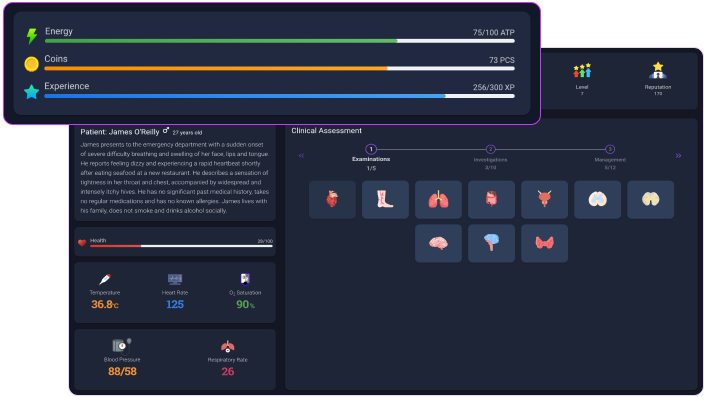 Energy
75/100 ATP
Coins
73 PCS
Experience
256/300 XP
Level
7
Reputation
170
Patient: James O'Reilly ♂ 27 years old
James presents to the emergency department with a sudden onset
of severe difficulty breathing and swelling of her face, lips and tongue.
He reports feeling dizzy and experiencing a rapid heartbeat shortly
after eating seafood at a new restaurant. He describes a sensation of
tightness in her throat and chest, accompanied by widespread and
intensely itchy hives. He has no significant past medical history, takes
no regular medications and has no known allergies. James lives with
his family, does not smoke and drinks alcohol socially.
Health
39/100
Temperature
36.8°C
Heart Rate
125
O₂ Saturation
90%
Blood Pressure
88/58
Respiratory Rate
26
Clinical Assessment
«
1
2
3
»
Examinations
Investigations
Management
1/5
3/10
5/12